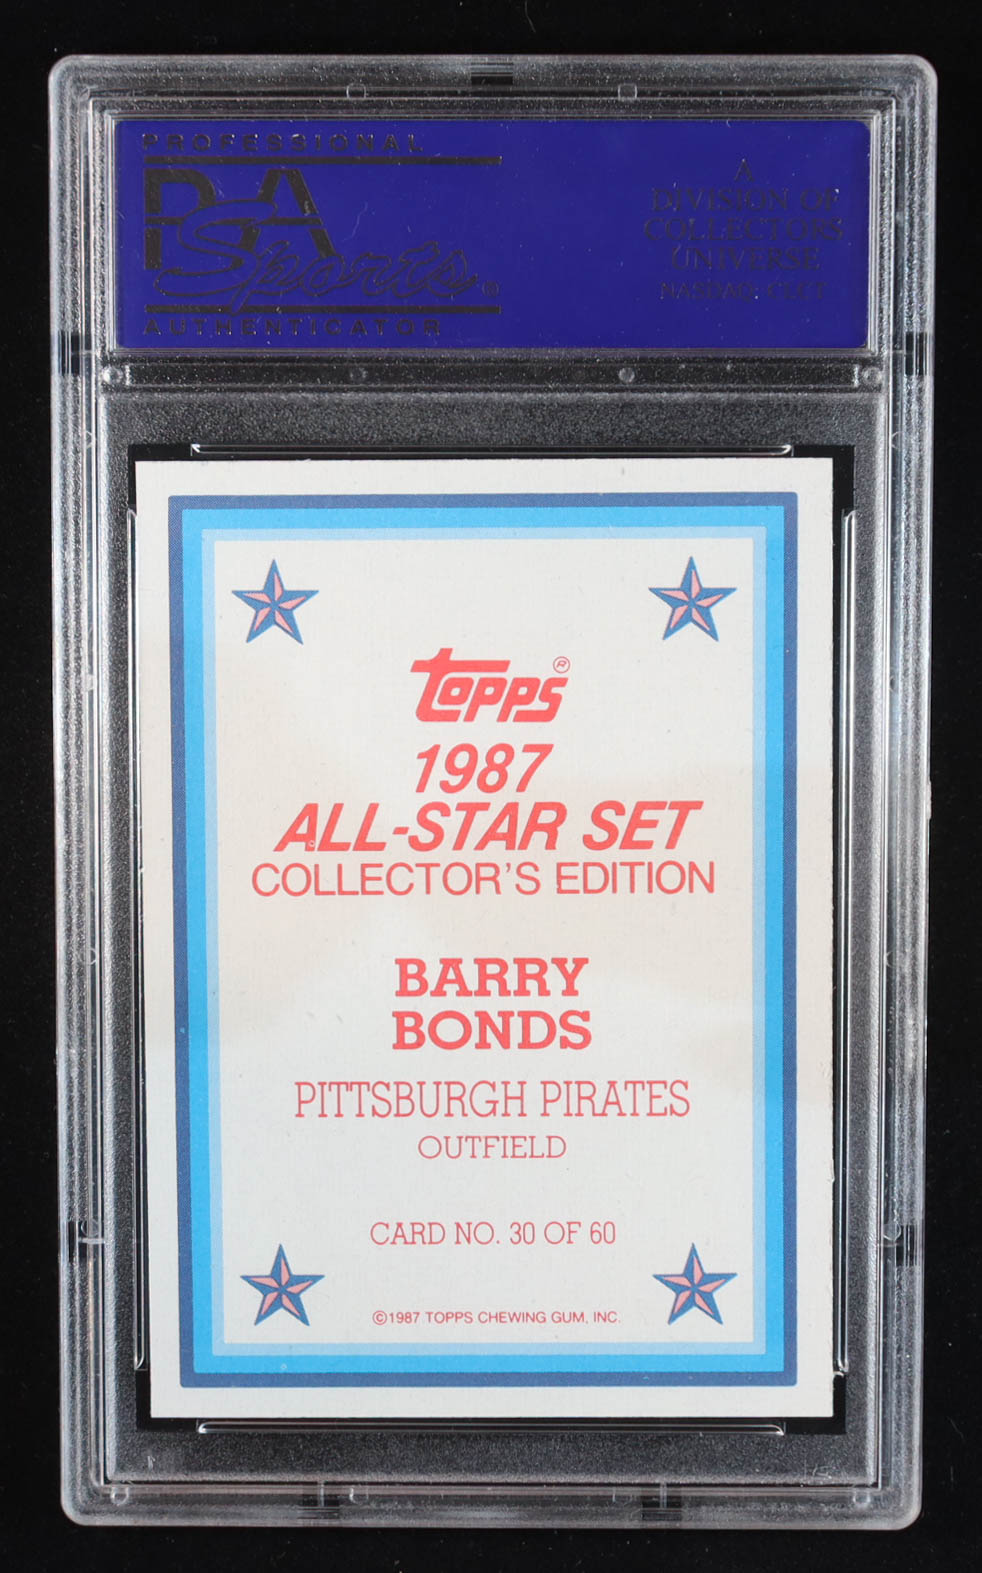 PROFESSIONAL
PSA
Sports®
AUTHENTICATOR
A
DIVISION OF
COLLECTORS
UNIVERSE
NASDAQ: CLCT
TOPPS®
1987
ALL-STAR SET
COLLECTOR'S EDITION
BARRY
BONDS
PITTSBURGH PIRATES
OUTFIELD
CARD NO. 30 OF 60
©1987 TOPPS CHEWING GUM, INC.